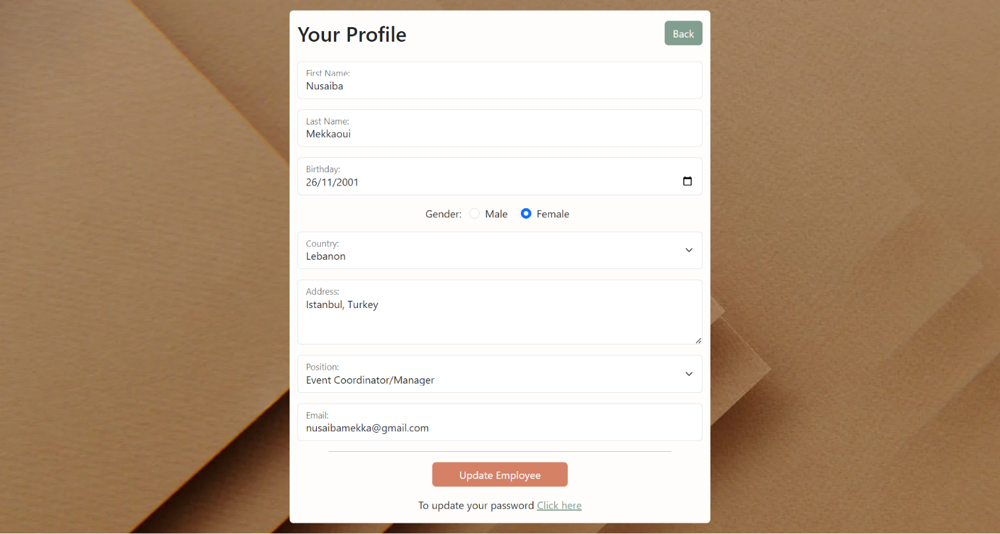 Your Profile
Back
First Name:
Nusaiba
Last Name:
Mekkaoui
Birthday:
26/11/2001
Gender: Male Female
Country:
Lebanon
Address:
Istanbul, Turkey
Position:
Event Coordinator/Manager
Email:
nusaibamekka@gmail.com
Update Employee
To update your password Click here